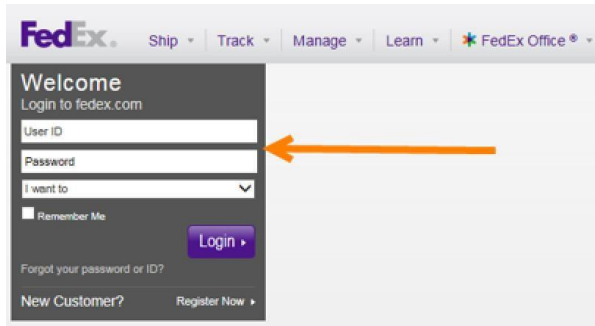 FedEx. Ship Track Manage Learn FedEx Office ®
Welcome
Login to fedex.com
User ID
Password
I want to
Remember Me
Login
Forgot your password or ID?
New Customer? Register Now